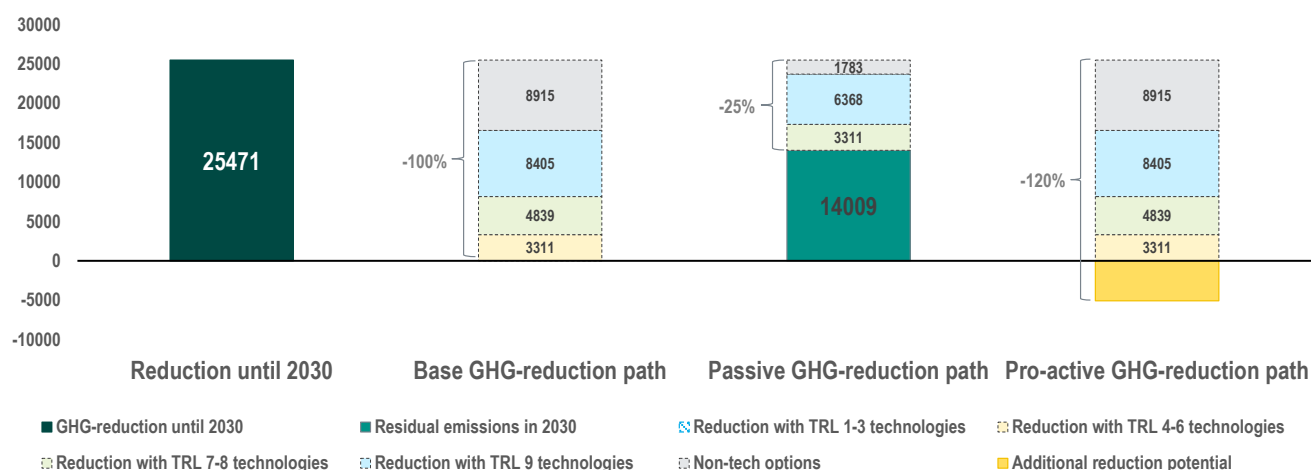 30000
25000
20000
15000
10000
5000
0
-5000
-10000
25471
-100%
8915
8405
4839
3311
-25%
1783
6368
3311
14009
-120%
8915
8405
4839
3311
Reduction until 2030
Base GHG-reduction path
Passive GHG-reduction path
Pro-active GHG-reduction path
GHG-reduction until 2030
Residual emissions in 2030
Reduction with TRL 1-3 technologies
Reduction with TRL 4-6 technologies
Reduction with TRL 7-8 technologies
Reduction with TRL 9 technologies
Non-tech options
Additional reduction potential